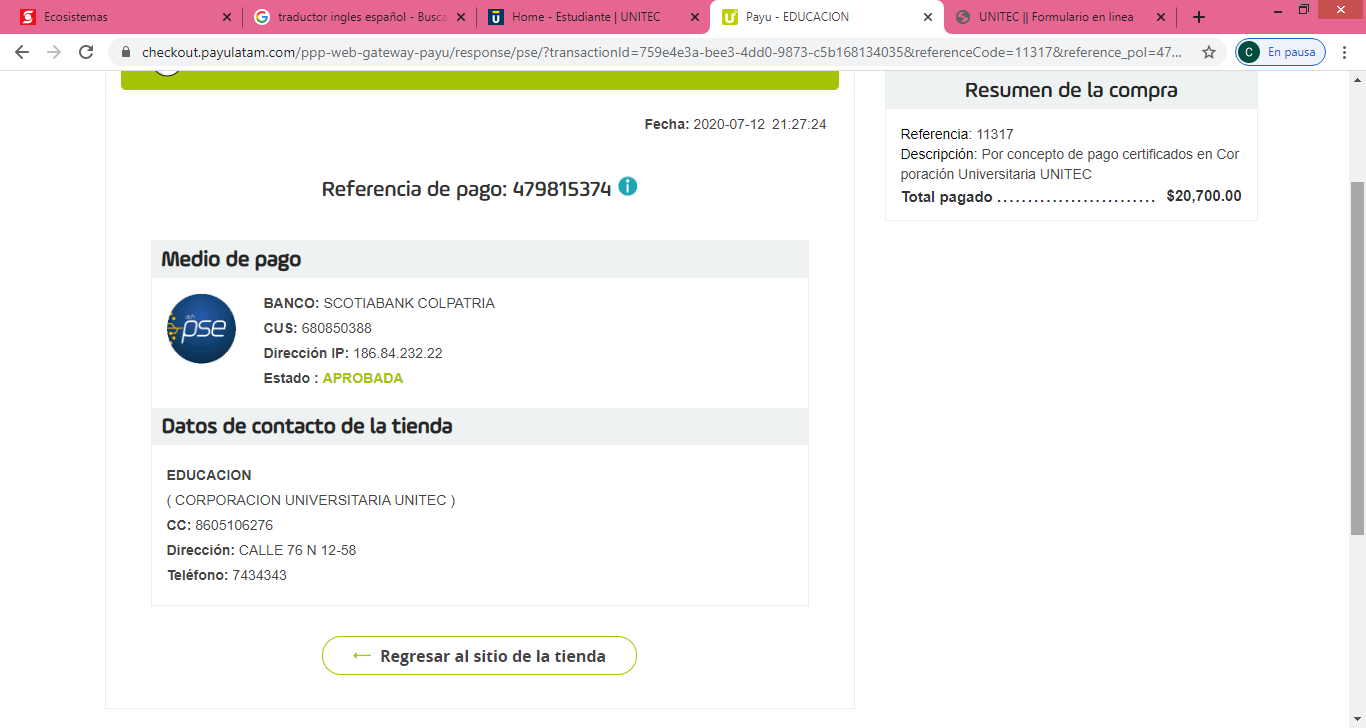 Ecosistemas
traductor ingles español - Busca
Home - Estudiante | UNITEC
Payu - EDUCACION
UNITEC || Formulario en linea
checkout.payulatam.com/ppp-web-gateway-payu/response/pse/?transactionId=759e4e3a-bee3-4dd0-9873-c5b168134035&referenceCode=11317&reference_pol=47...
C
En pausa
Fecha: 2020-07-12 21:27:24
Referencia de pago: 479815374
Medio de pago
pse
BANCO: SCOTIABANK COLPATRIA
CUS: 680850388
Dirección IP: 186.84.232.22
Estado : APROBADA
Datos de contacto de la tienda
EDUCACION
( CORPORACION UNIVERSITARIA UNITEC )
CC: 8605106276
Dirección: CALLE 76 N 12-58
Teléfono: 7434343
← Regresar al sitio de la tienda
Resumen de la compra
Referencia: 11317
Descripción: Por concepto de pago certificados en Cor
poración Universitaria UNITEC
Total pagado .......................... $20,700.00